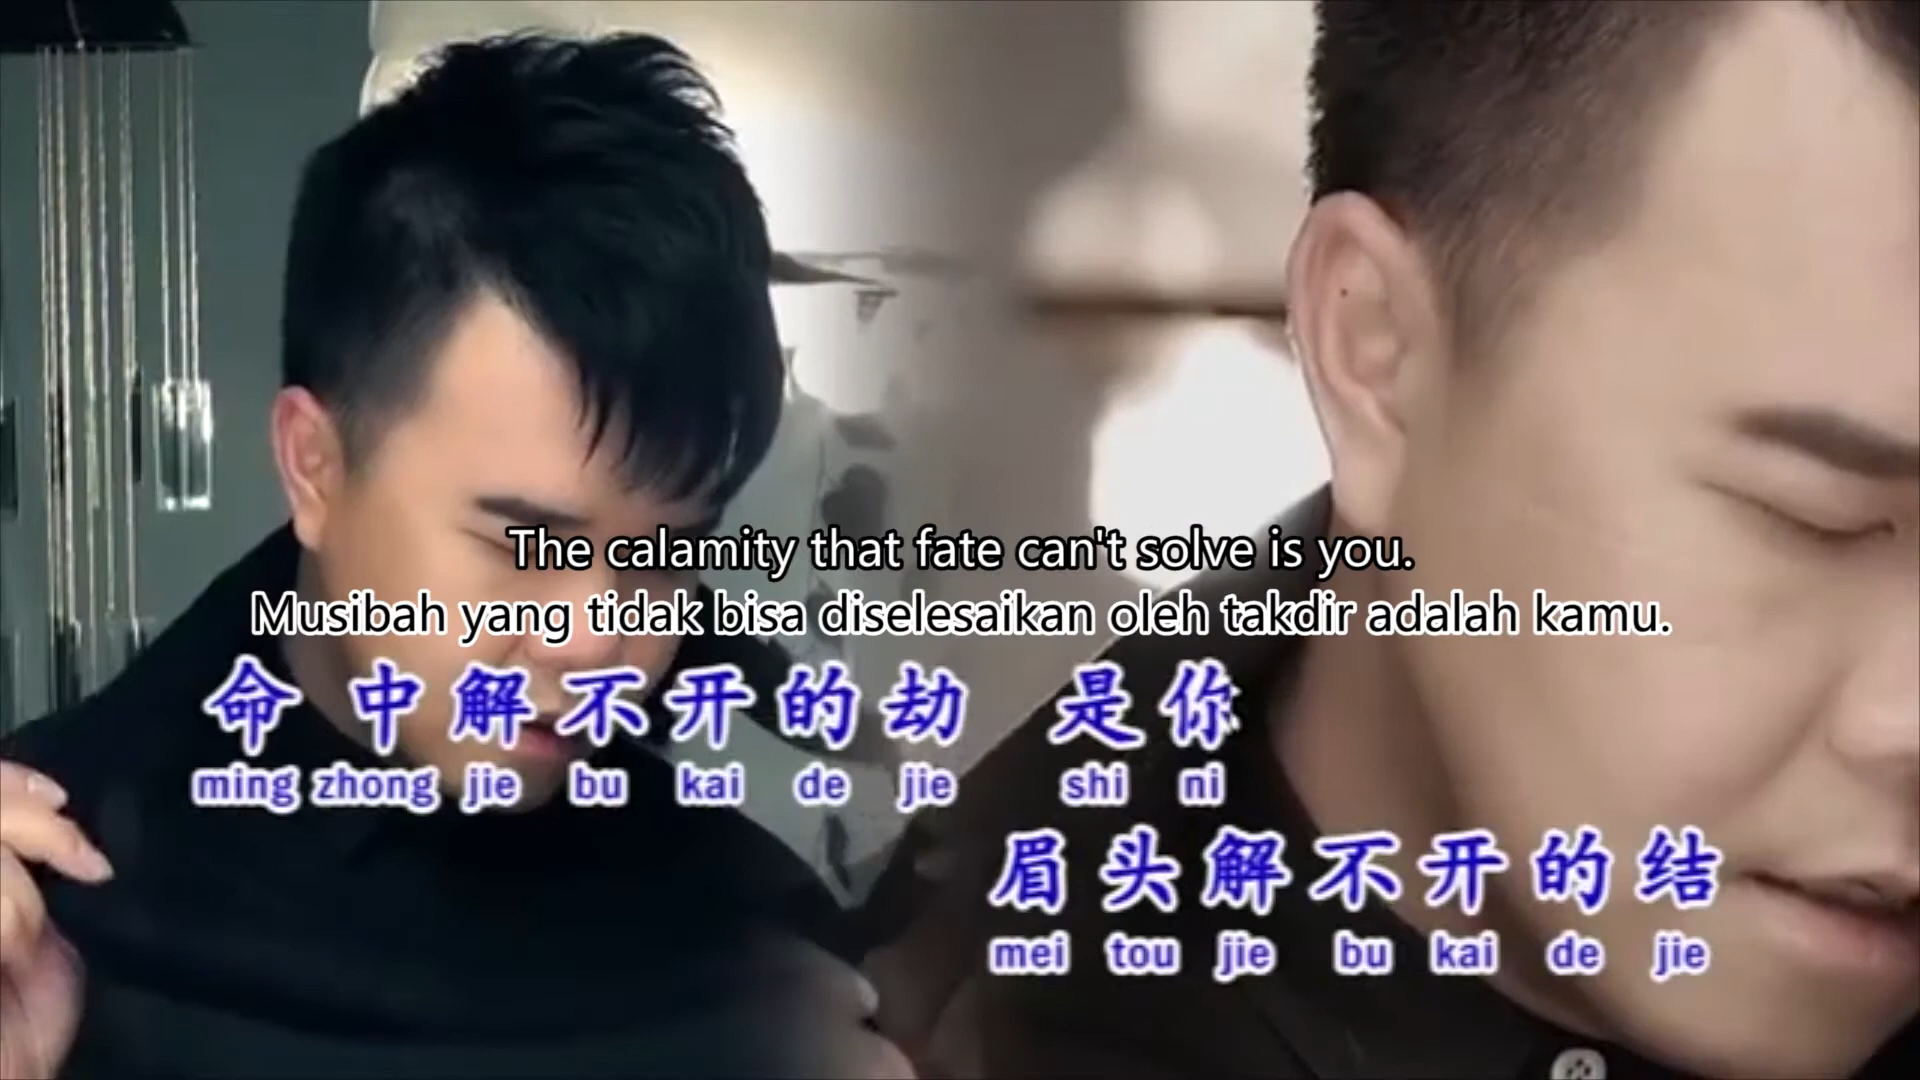 The calamity that fate can't solve is you.
Musibah yang tidak bisa diselesaikan oleh takdir adalah kamu.
命中解不开的劫 是你
ming zhong jie bu kai de jie shi ni
眉头解不开的结
mei tou jie bu kai de jie